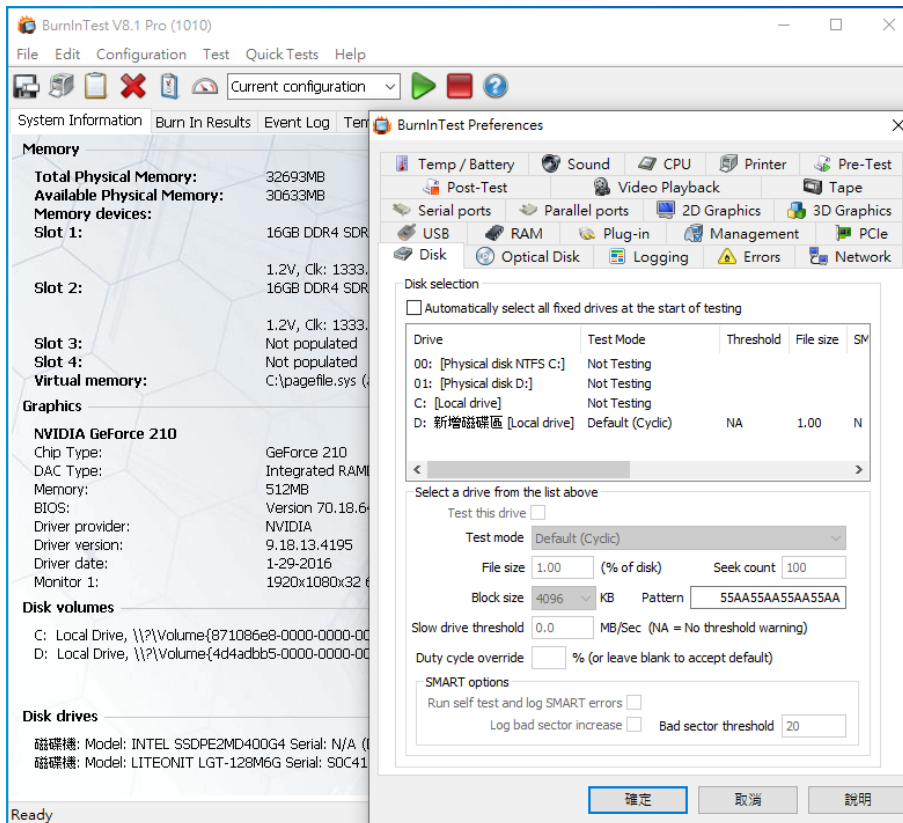 BurnInTest V8.1 Pro (1010)
File Edit Configuration Test Quick Tests Help
Current configuration
System Information Burn In Results Event Log
Memory
Total Physical Memory: 32693MB
Available Physical Memory: 30633MB
Memory devices:
Slot 1: 16GB DDR4
1.2V, Clk: 1333.
Slot 2: 16GB DDR4
1.2V, Clk: 1333.
Slot 3: Not populated
Slot 4: Not populated
Virtual memory: C:\pagefile.sys
Graphics
NVIDIA GeForce 210
Chip Type: GeForce 210
DAC Type: Integrated
Memory: 512MB
BIOS: Version 70.18.6
Driver provider: NVIDIA
Driver version: 9.18.13.4195
Driver date: 1-29-2016
Monitor 1: 1920x1080x32
Disk volumes
C: Local Drive, \\?\Volume{871086e8-0000-0000-00
D: Local Drive, \\?\Volume{4d4adbb5-0000-0000-00
Disk drives
磁碟機: Model: INTEL SSDPE2MD400G4 Serial: N/A
磁碟機: Model: LITEONIT LGT-128M6G Serial: S0C41
Ready
BurnInTest Preferences
Temp / Battery Sound CPU Printer Pre-Test
Post-Test Video Playback Tape
Serial ports Parallel ports 2D Graphics 3D Graphics
USB RAM Plug-in Management PCIe
Disk Optical Disk Logging Errors Network
Disk selection
Automatically select all fixed drives at the start of testing
Drive Test Mode Threshold File size SM
00: [Physical disk NTFS C:] Not Testing
01: [Physical disk D:] Not Testing
C: [Local drive] Not Testing
D: 新增磁碟區 [Local drive] Default (Cyclic) NA 1.00 N
Select a drive from the list above
Test this drive
Test mode Default (Cyclic)
File size 1.00 (% of disk) Seek count 100
Block size 4096 KB Pattern 55AA55AA55AA55AA
Slow drive threshold 0.0 MB/Sec (NA = No threshold warning)
Duty cycle override % (or leave blank to accept default)
SMART options
Run self test and log SMART errors
Log bad sector increase Bad sector threshold 20
確定 取消 說明